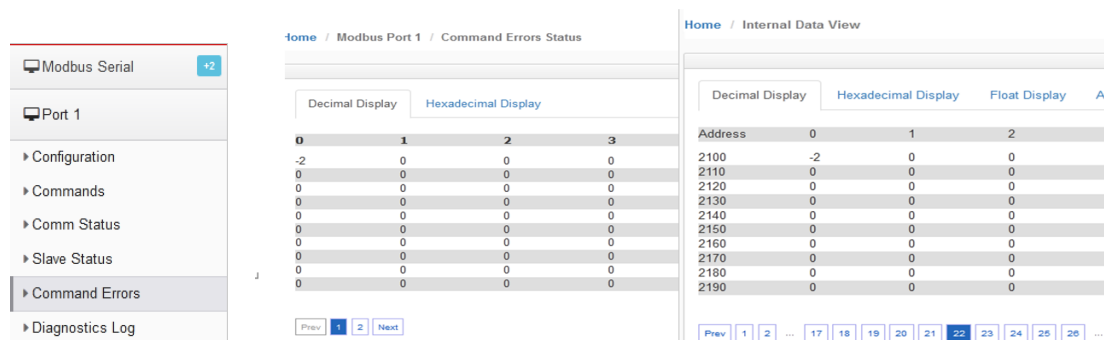 Modbus Serial +2
Port 1
Configuration
Commands
Comm Status
Slave Status
Command Errors
Diagnostics Log
Home / Modbus Port 1 / Command Errors Status
Decimal Display Hexadecimal Display
0 1 2 3
-2 0 0 0
0 0 0 0
0 0 0 0
0 0 0 0
0 0 0 0
0 0 0 0
0 0 0 0
0 0 0 0
0 0 0 0
0 0 0 0
Prev 1 2 Next
Home / Internal Data View
Decimal Display Hexadecimal Display Float Display A
Address 0 1 2
2100 -2 0 0
2110 0 0 0
2120 0 0 0
2130 0 0 0
2140 0 0 0
2150 0 0 0
2160 0 0 0
2170 0 0 0
2180 0 0 0
2190 0 0 0
Prev 1 2 ... 17 18 19 20 21 22 23 24 25 26 ...